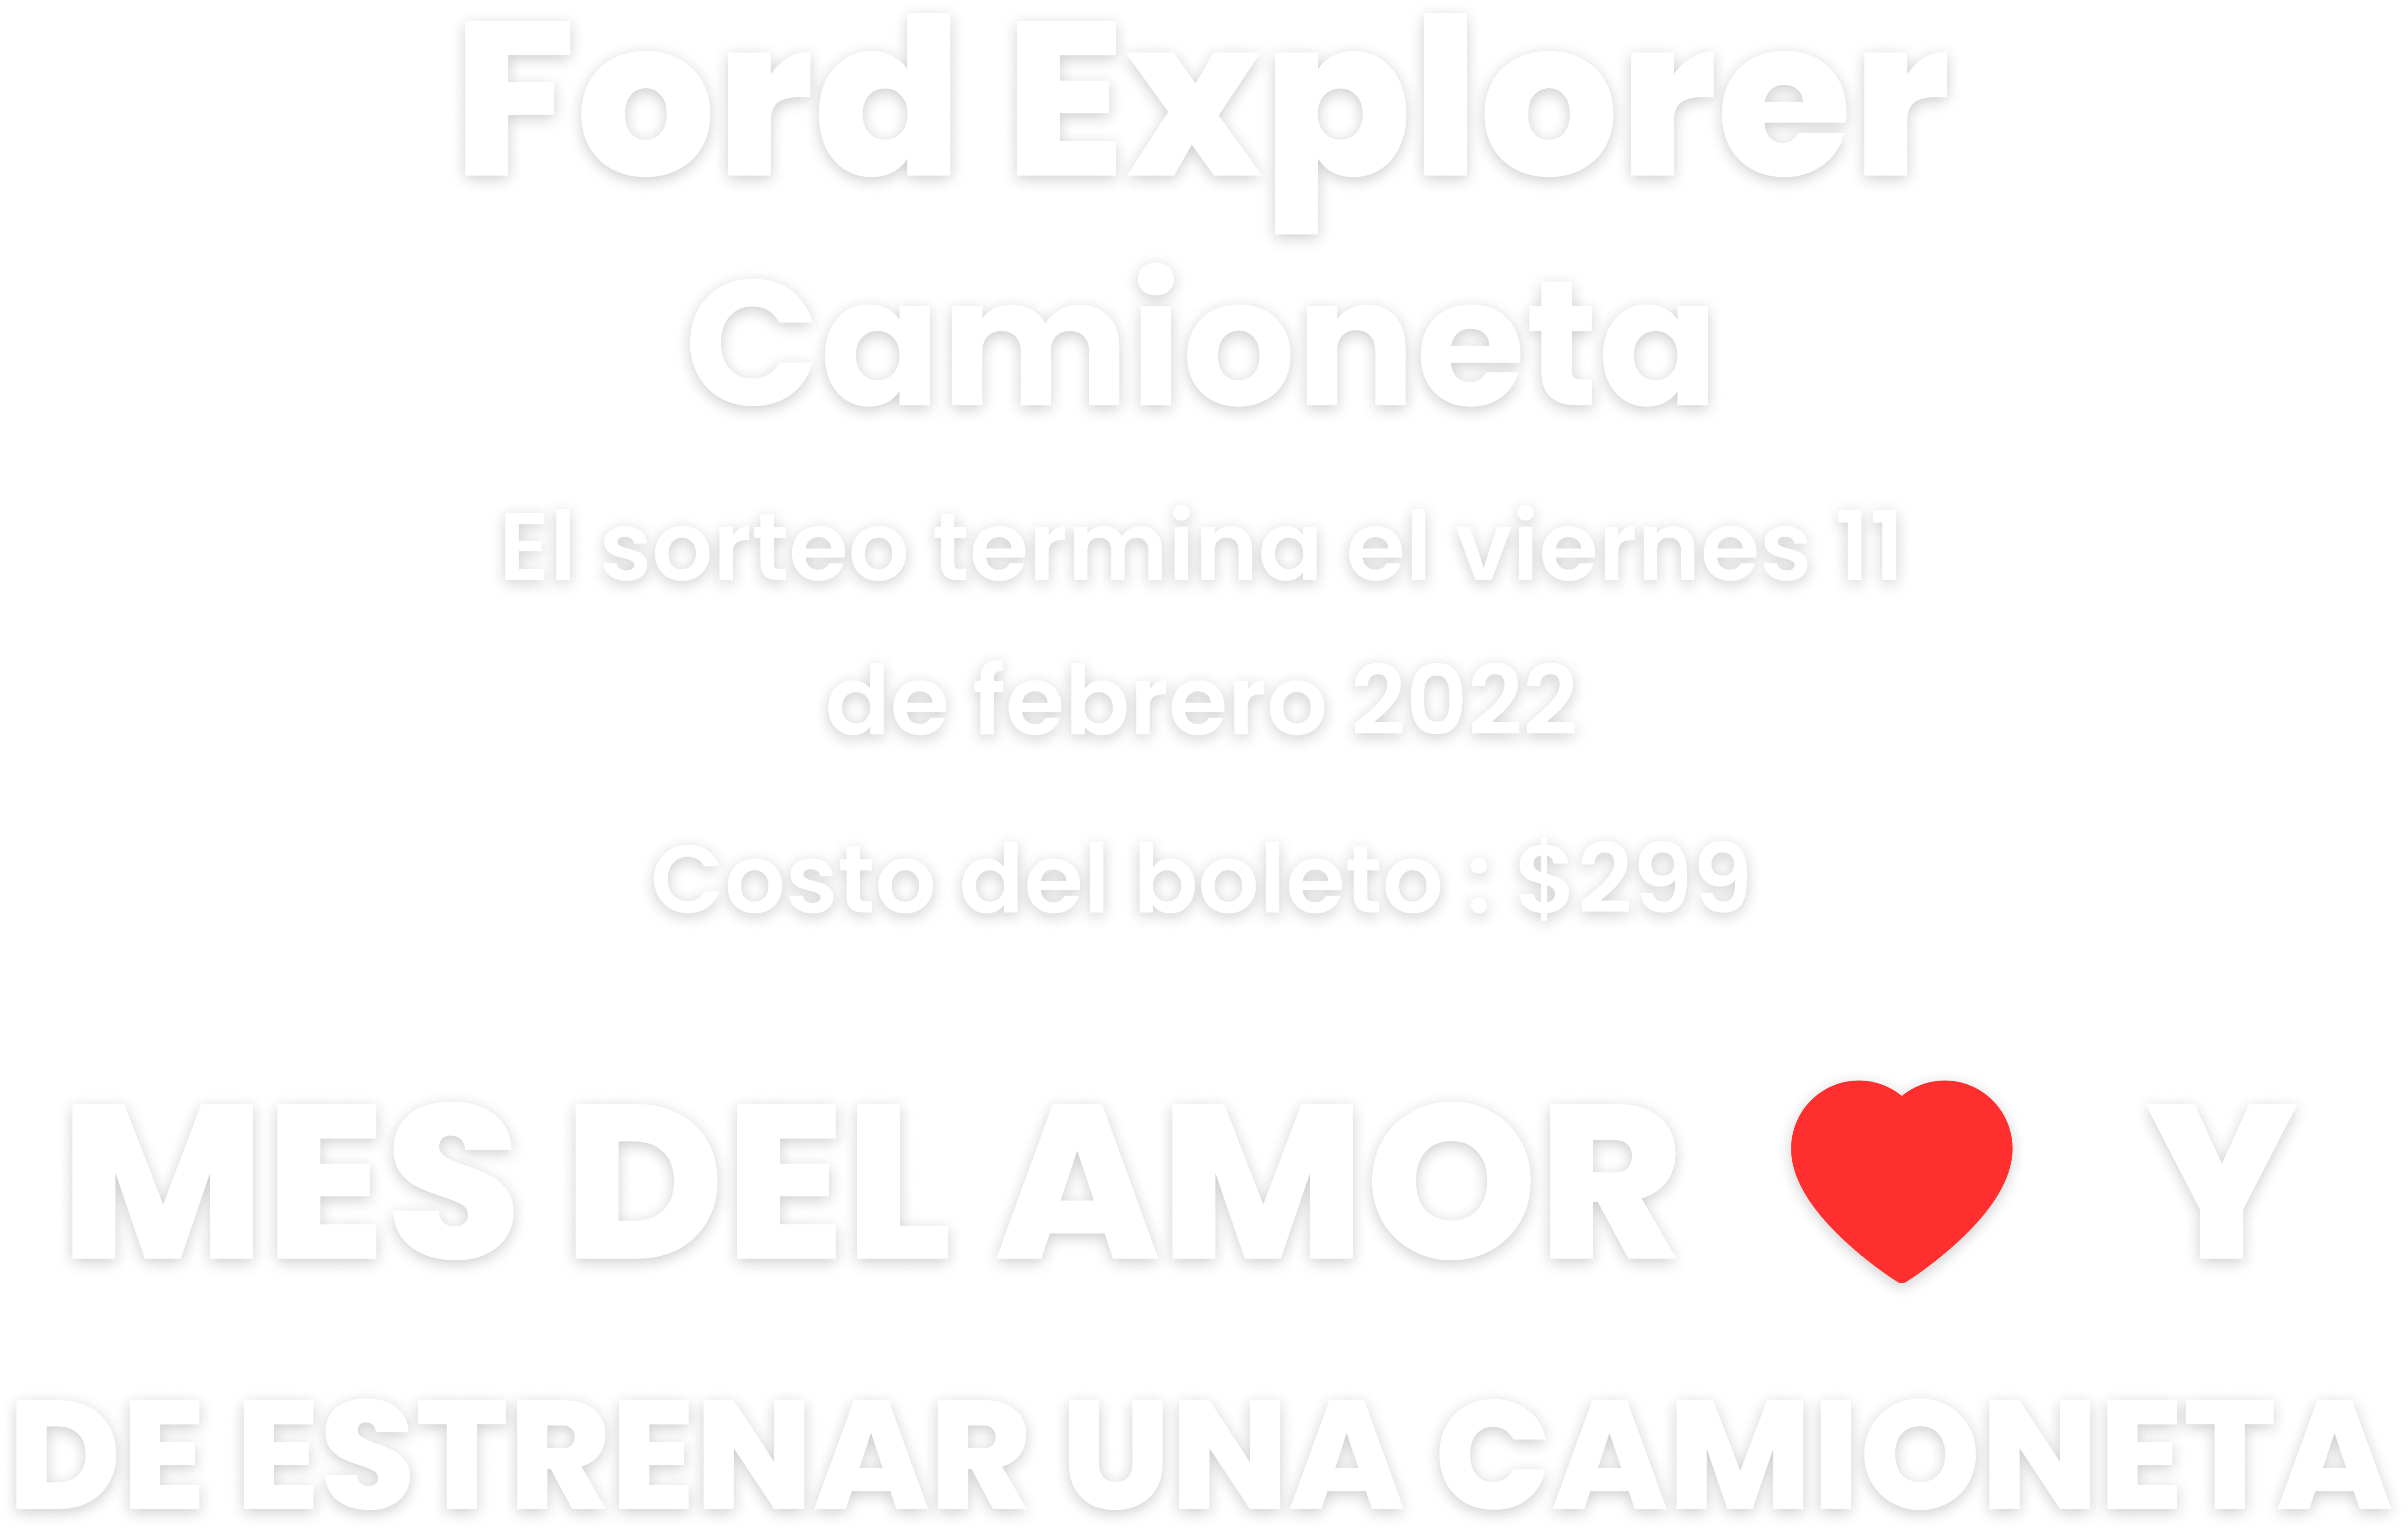 Ford Explorer
Camioneta
El sorteo termina el viernes 11
de febrero 2022
Costo del boleto : $299
MES DEL AMOR Y
DE ESTRENAR UNA CAMIONETA